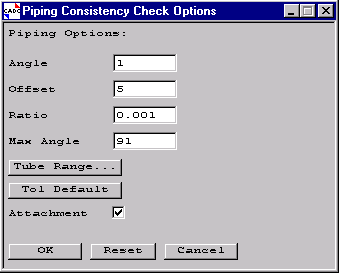 CADC Piping Consistency Check Options
Piping Options:
Angle 1
Offset 5
Ratio 0.001
Max Angle 91
Tube Range...
Tol Default
Attachment
OK Reset Cancel